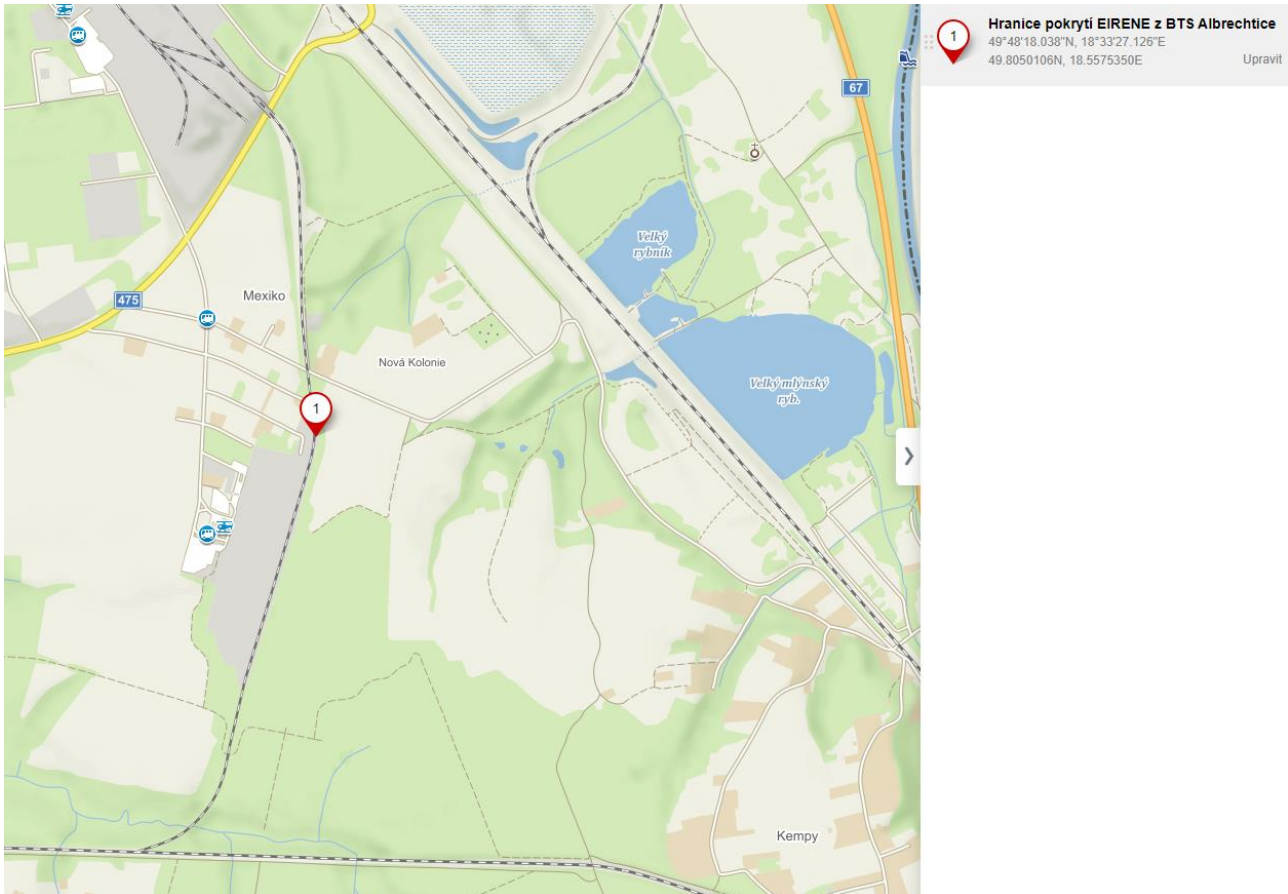 67
Velký
rybník
Mexiko
475
Nová Kolonie
Velký mlýnský
ryb.
1
Kempy
1
Hranice pokrytí EIRENE z BTS Albrechtice
49°48'18.038"N, 18°33'27.126"E
49.8050106N, 18.5575350E
Upravit